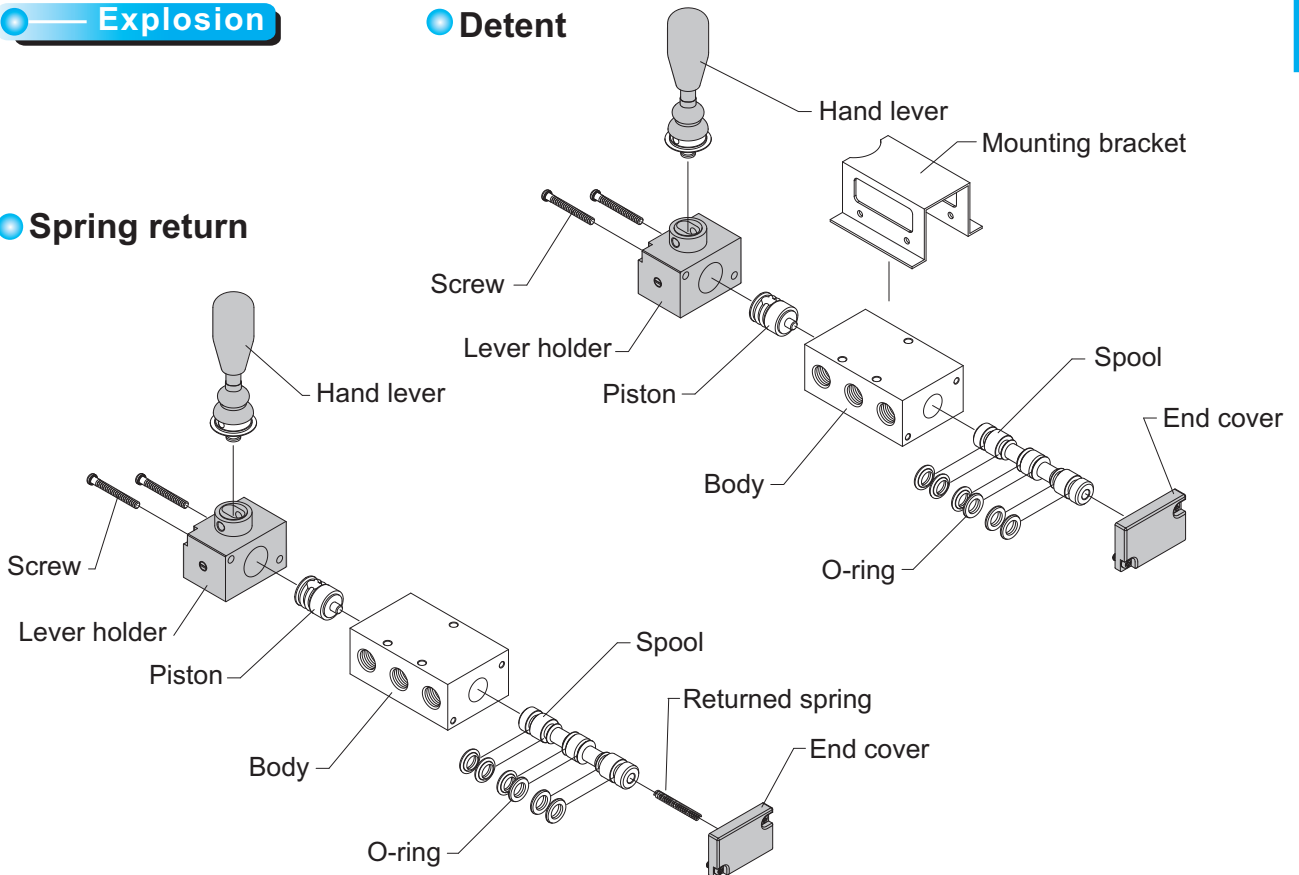 Explosion
Detent
Hand lever
Mounting bracket
Screw
Lever holder
Piston
Spool
End cover
Body
O-ring
Spring return
Hand lever
Screw
Lever holder
Piston
Spool
Returned spring
End cover
Body
O-ring